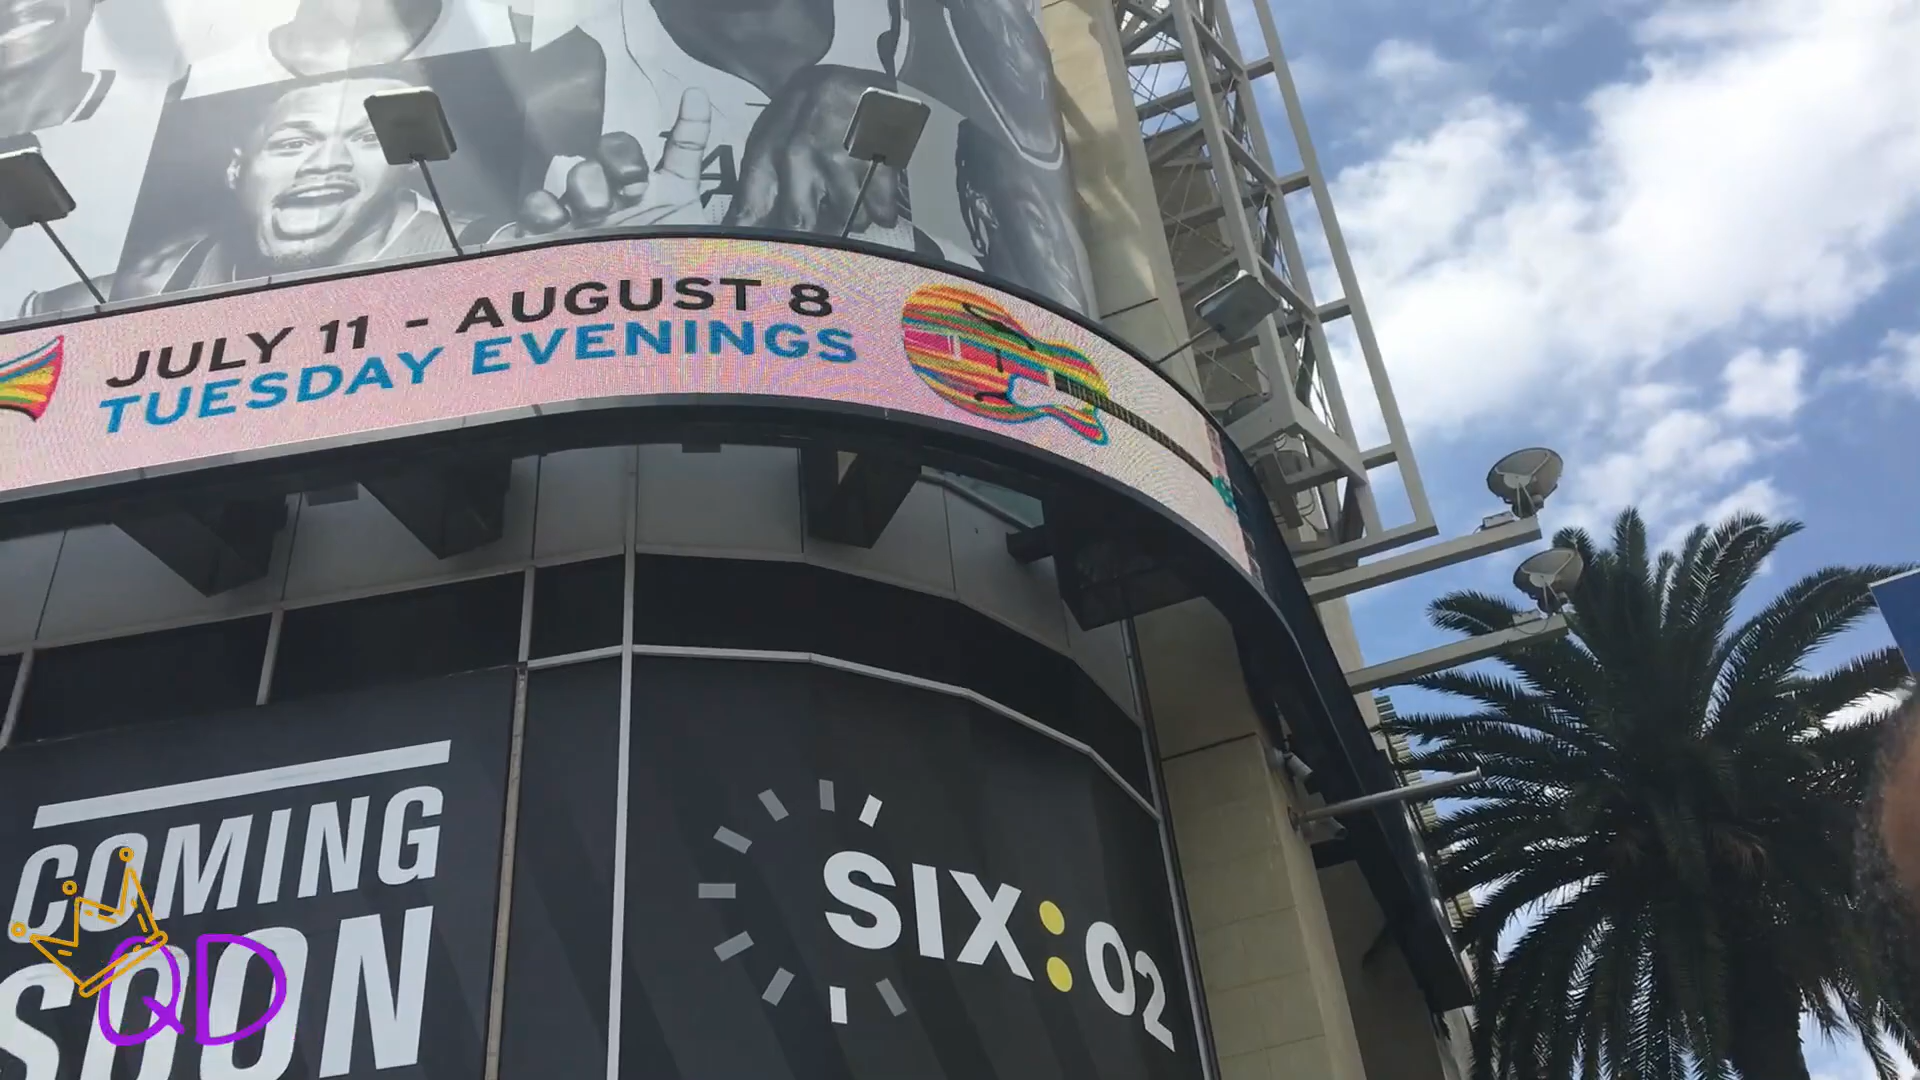 JULY 11 - AUGUST 8
TUESDAY EVENINGS
COMING
SOON
SIX:02
QD